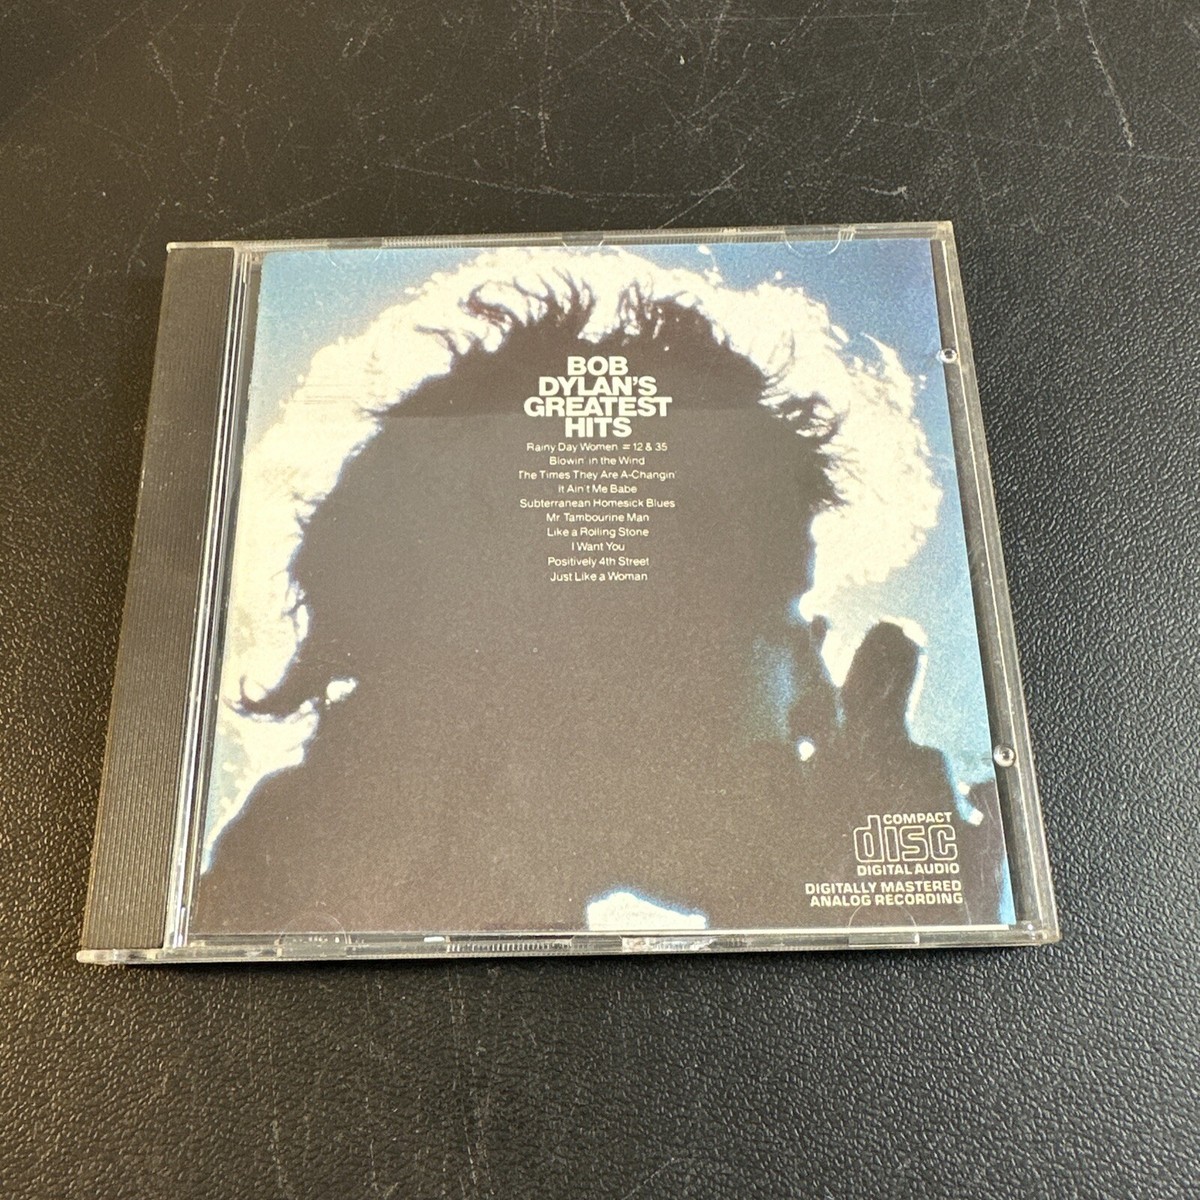 BOB
DYLAN'S
GREATEST
HITS
Rainy Day Women #12 & 35
Blowin' in the Wind
The Times They Are A-Changin'
It Ain't Me Babe
Subterranean Homesick Blues
Mr. Tambourine Man
Like a Rolling Stone
I Want You
Positively 4th Street
Just Like a Woman
COMPACT
disc
DIGITAL AUDIO
DIGITALLY MASTERED
ANALOG RECORDING